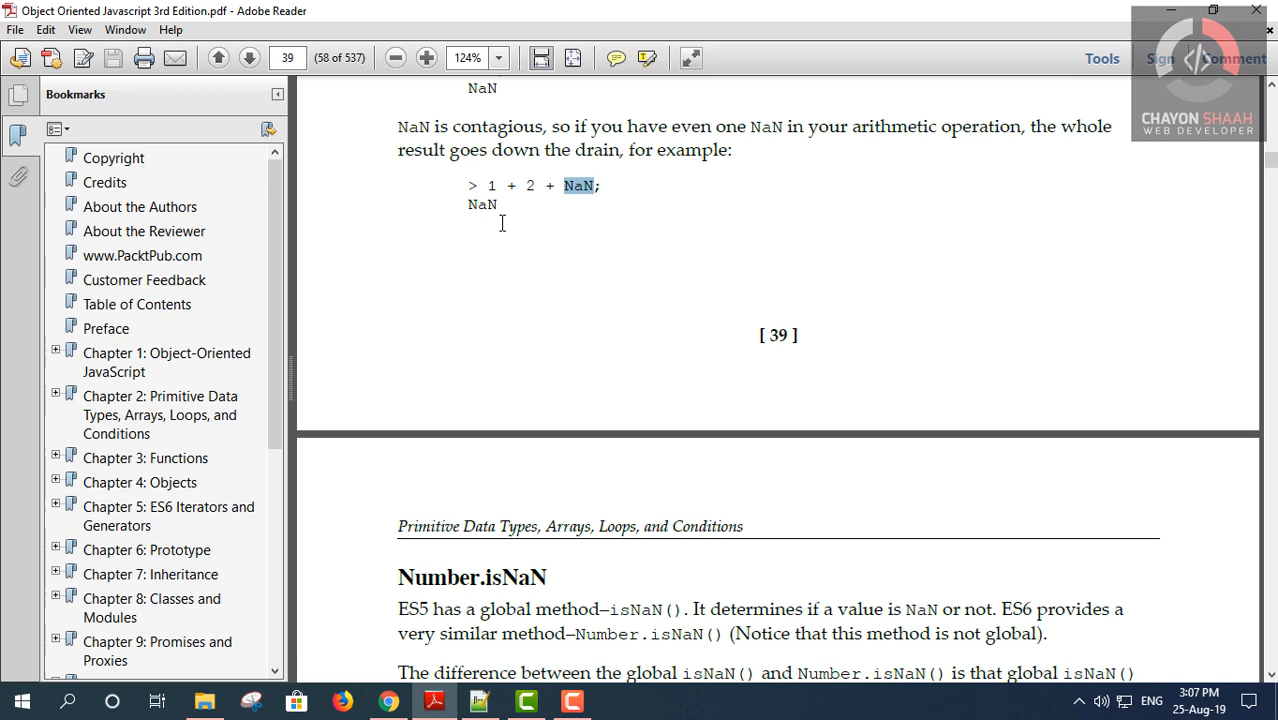 Object Oriented Javascript 3rd Edition.pdf - Adobe Reader
File Edit View Window Help
39 (58 of 537) 124% Tools Sign Comment
CHAYON SHAAH
WEB DEVELOPER
Bookmarks
Copyright
Credits
About the Authors
About the Reviewer
www.PacktPub.com
Customer Feedback
Table of Contents
Preface
Chapter 1: Object-Oriented
JavaScript
Chapter 2: Primitive Data
Types, Arrays, Loops, and
Conditions
Chapter 3: Functions
Chapter 4: Objects
Chapter 5: ES6 Iterators and
Generators
Chapter 6: Prototype
Chapter 7: Inheritance
Chapter 8: Classes and
Modules
Chapter 9: Promises and
Proxies
NaN
NaN is contagious, so if you have even one NaN in your arithmetic operation, the whole
result goes down the drain, for example:
> 1 + 2 + NaN;
NaN
[ 39 ]
Primitive Data Types, Arrays, Loops, and Conditions
Number.isNaN
ES5 has a global method–isNaN(). It determines if a value is NaN or not. ES6 provides a
very similar method–Number.isNaN() (Notice that this method is not global).
The difference between the global isNaN() and Number.isNaN() is that global isNaN()
ENG
3:07 PM
25-Aug-19